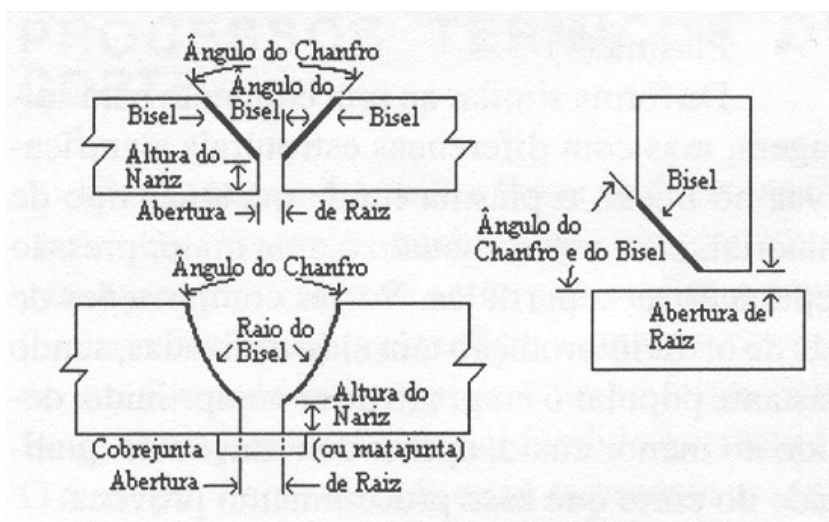 Ângulo do Chanfro
Ângulo do
Bisel Bisel Bisel
Altura do
Nariz
Abertura de Raiz
Ângulo do Chanfro
Raio do
Bisel
Altura do
Nariz
Cobrejunta (ou matajunta)
Abertura de Raiz
Bisel
Ângulo do
Chanfro e do Bisel
Abertura de
Raiz